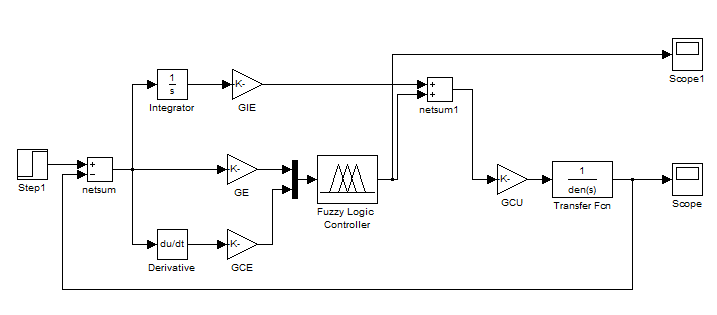 Scope1
1
s
Integrator
K-
GIE
+
+
netsum1
Step1
+
−
netsum
K-
GE
Fuzzy Logic
Controller
K-
GCU
1
den(s)
Transfer Fcn
Scope
du/dt
Derivative
K-
GCE